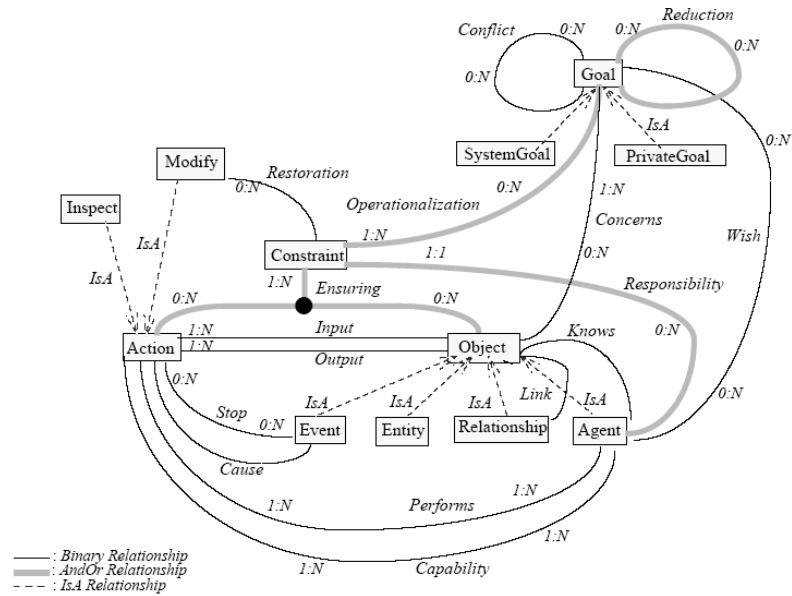 Reduction
Conflict
0:N
0:N
0:N
0:N
0:N
Goal
0:N
IsA
SystemGoal
PrivateGoal
Modify
Restoration
0:N
0:N
1:N
Inspect
Operationalization
Concerns
Wish
IsA
1:N
1:1
0:N
Constraint
IsA
1:N
Ensuring
Responsibility
0:N
0:N
Knows
0:N
1:N
Input
Action
1:N
Object
Output
0:N
IsA
IsA
IsA
Link
IsA
0:N
Stop
0:N
Event
Entity
Relationship
Agent
Cause
1:N
Performs
1:N
1:N
: Binary Relationship
: AndOr Relationship
1:N
Capability
: IsA Relationship